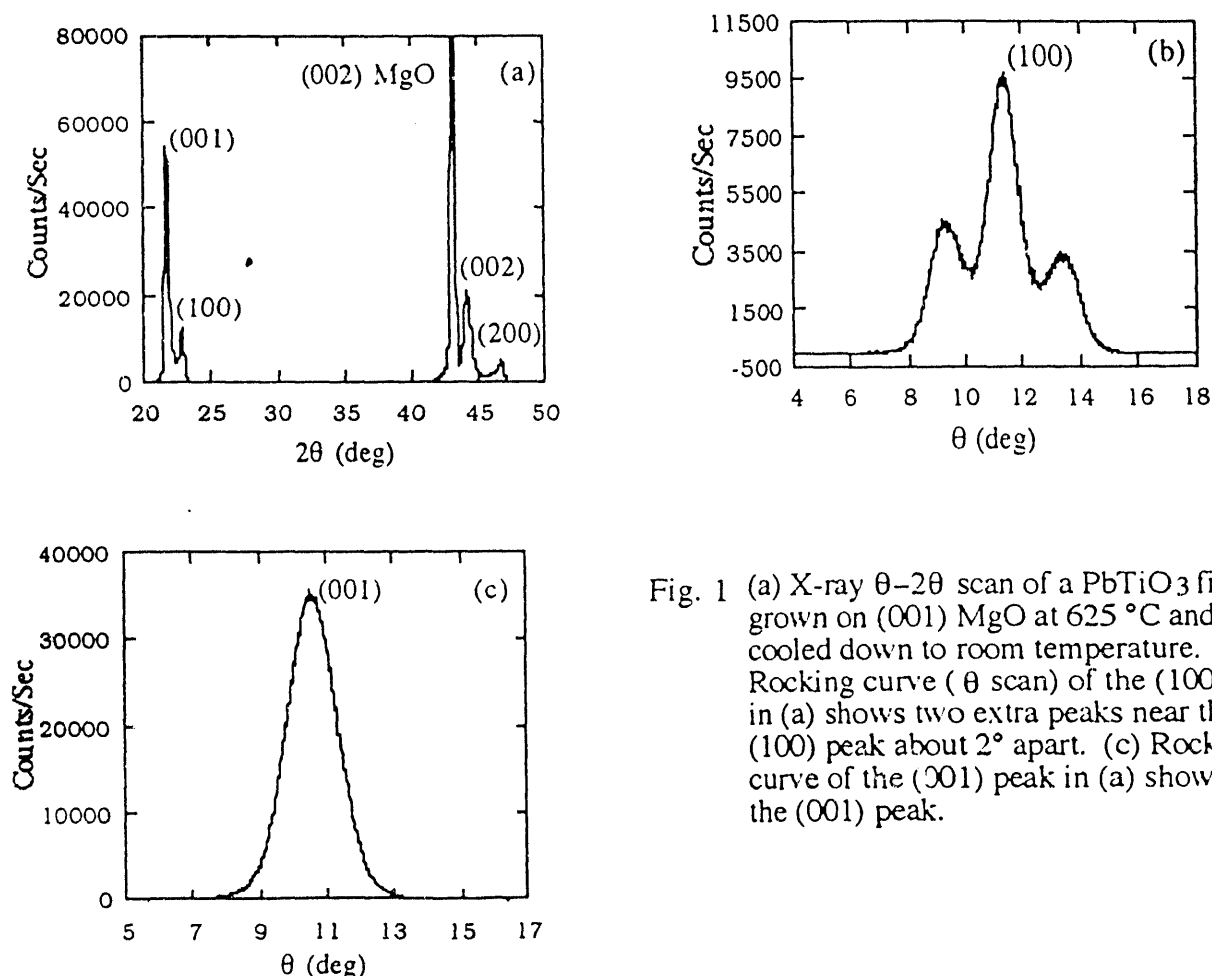 80000
60000
40000
20000
0
Counts/Sec
(002) MgO
(a)
(001)
(100)
(002)
(200)
20 25 30 35 40 45 50
2θ (deg)
11500
9500
7500
5500
3500
1500
-500
Counts/Sec
(100)
(b)
4 6 8 10 12 14 16 18
θ (deg)
40000
30000
20000
10000
0
Counts/Sec
(001)
(c)
5 7 9 11 13 15 17
θ (deg)
Fig. 1 (a) X-ray θ–2θ scan of a PbTiO3 fi
grown on (001) MgO at 625 °C and
cooled down to room temperature.
Rocking curve ( θ scan) of the (100
in (a) shows two extra peaks near th
(100) peak about 2° apart. (c) Rock
curve of the (001) peak in (a) show
the (001) peak.